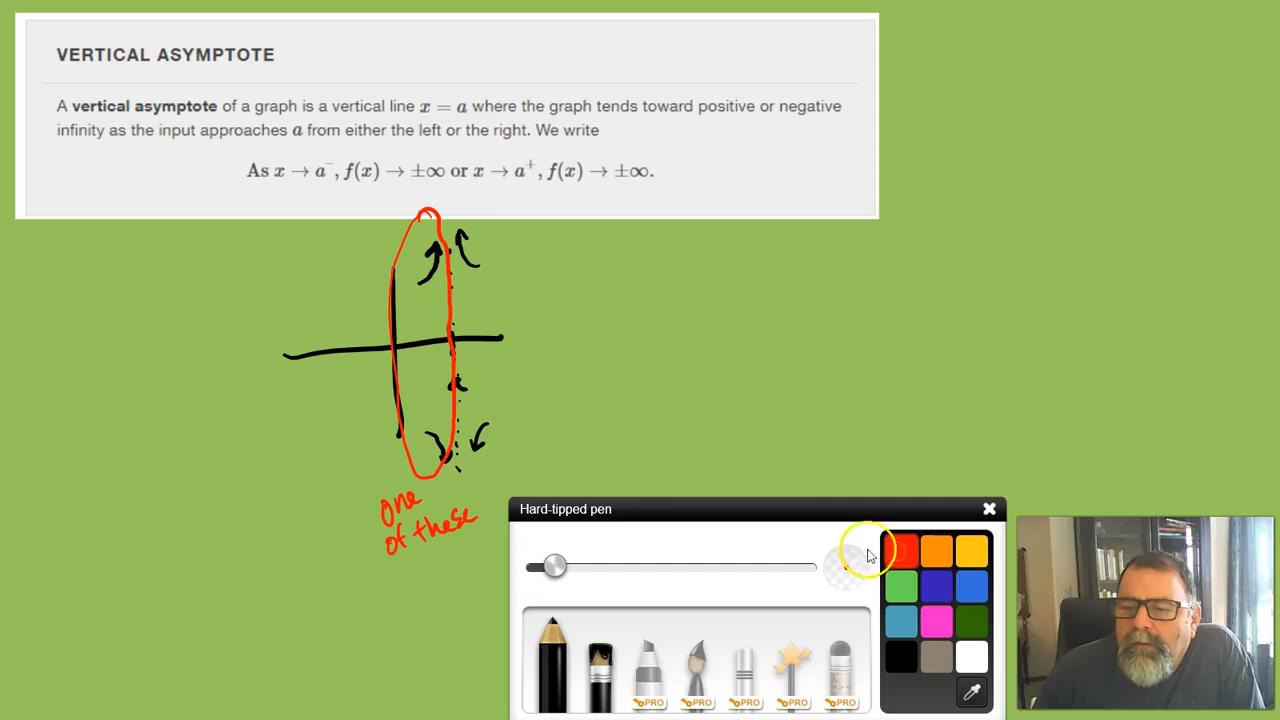 VERTICAL ASYMPTOTE
A vertical asymptote of a graph is a vertical line x = a where the graph tends toward positive or negative
infinity as the input approaches a from either the left or the right. We write
As x → a⁻, f(x) → ±∞ or x → a⁺, f(x) → ±∞.
a
one
of these
Hard-tipped pen
PRO PRO PRO PRO PRO